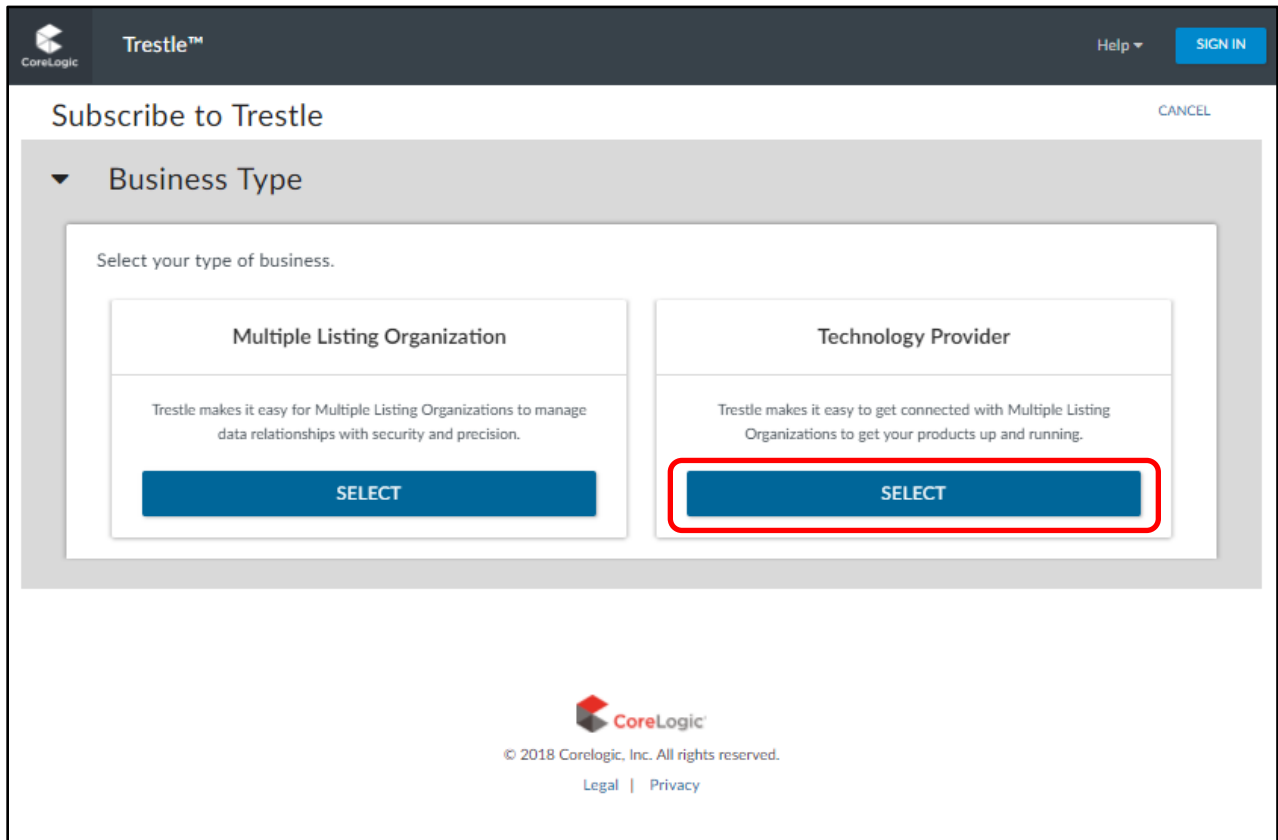 CoreLogic
Trestle™
Help
SIGN IN
Subscribe to Trestle
CANCEL
Business Type
Select your type of business.
Multiple Listing Organization
Trestle makes it easy for Multiple Listing Organizations to manage
data relationships with security and precision.
SELECT
Technology Provider
Trestle makes it easy to get connected with Multiple Listing
Organizations to get your products up and running.
SELECT
CoreLogic
© 2018 Corelogic, Inc. All rights reserved.
Legal | Privacy